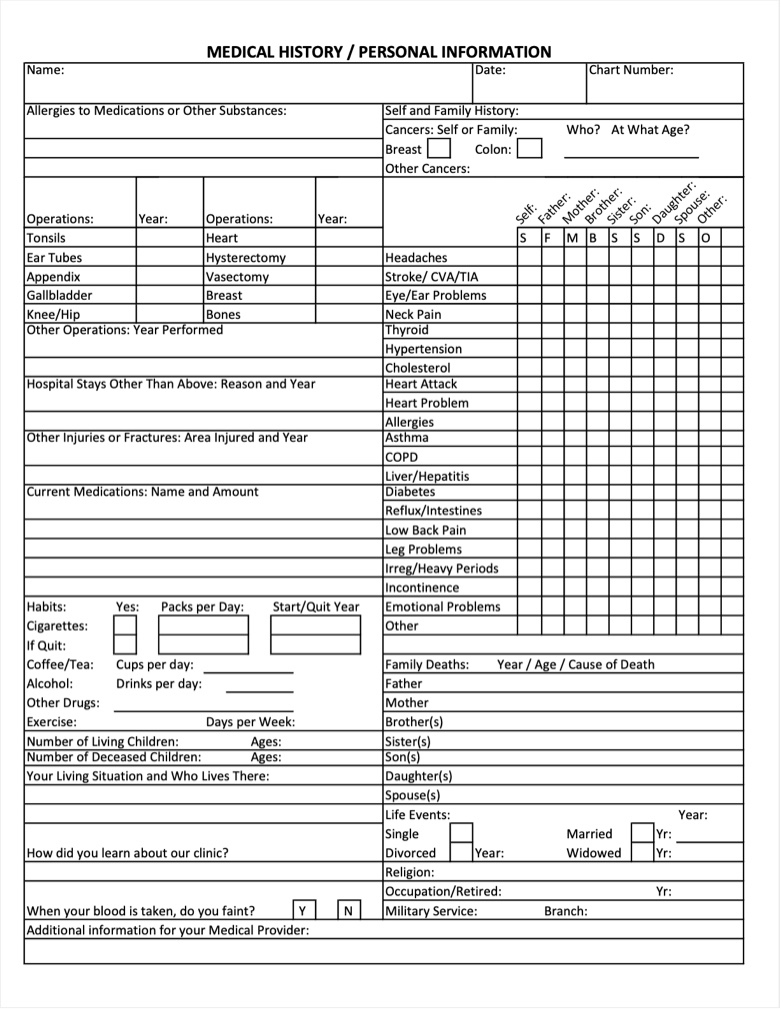 MEDICAL HISTORY / PERSONAL INFORMATION
Name: Date: Chart Number:
Allergies to Medications or Other Substances:
Self and Family History:
Cancers: Self or Family: Who? At What Age?
Breast Colon:
Other Cancers:
Operations: Year: Operations: Year:
Tonsils Heart
Ear Tubes Hysterectomy
Appendix Vasectomy
Gallbladder Breast
Knee/Hip Bones
Other Operations: Year Performed
Hospital Stays Other Than Above: Reason and Year
Other Injuries or Fractures: Area Injured and Year
Current Medications: Name and Amount
Self: Father: Mother: Brother: Sister: Son: Daughter: Spouse: Other:
S F M B S S D S O
Headaches
Stroke/ CVA/TIA
Eye/Ear Problems
Neck Pain
Thyroid
Hypertension
Cholesterol
Heart Attack
Heart Problem
Allergies
Asthma
COPD
Liver/Hepatitis
Diabetes
Reflux/Intestines
Low Back Pain
Leg Problems
Irreg/Heavy Periods
Incontinence
Emotional Problems
Other
Habits: Yes: Packs per Day: Start/Quit Year
Cigarettes:
If Quit:
Coffee/Tea: Cups per day:
Alcohol: Drinks per day:
Other Drugs:
Exercise: Days per Week:
Number of Living Children: Ages:
Number of Deceased Children: Ages:
Your Living Situation and Who Lives There:
How did you learn about our clinic?
When your blood is taken, do you faint? Y N
Family Deaths: Year / Age / Cause of Death
Father
Mother
Brother(s)
Sister(s)
Son(s)
Daughter(s)
Spouse(s)
Life Events: Year:
Single Married Yr:
Divorced Year: Widowed Yr:
Religion:
Occupation/Retired: Yr:
Military Service: Branch:
Additional information for your Medical Provider: